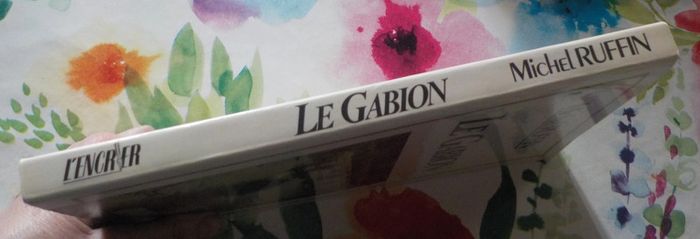 L'ENCRIER
LE GABION
Michel RUFFIN